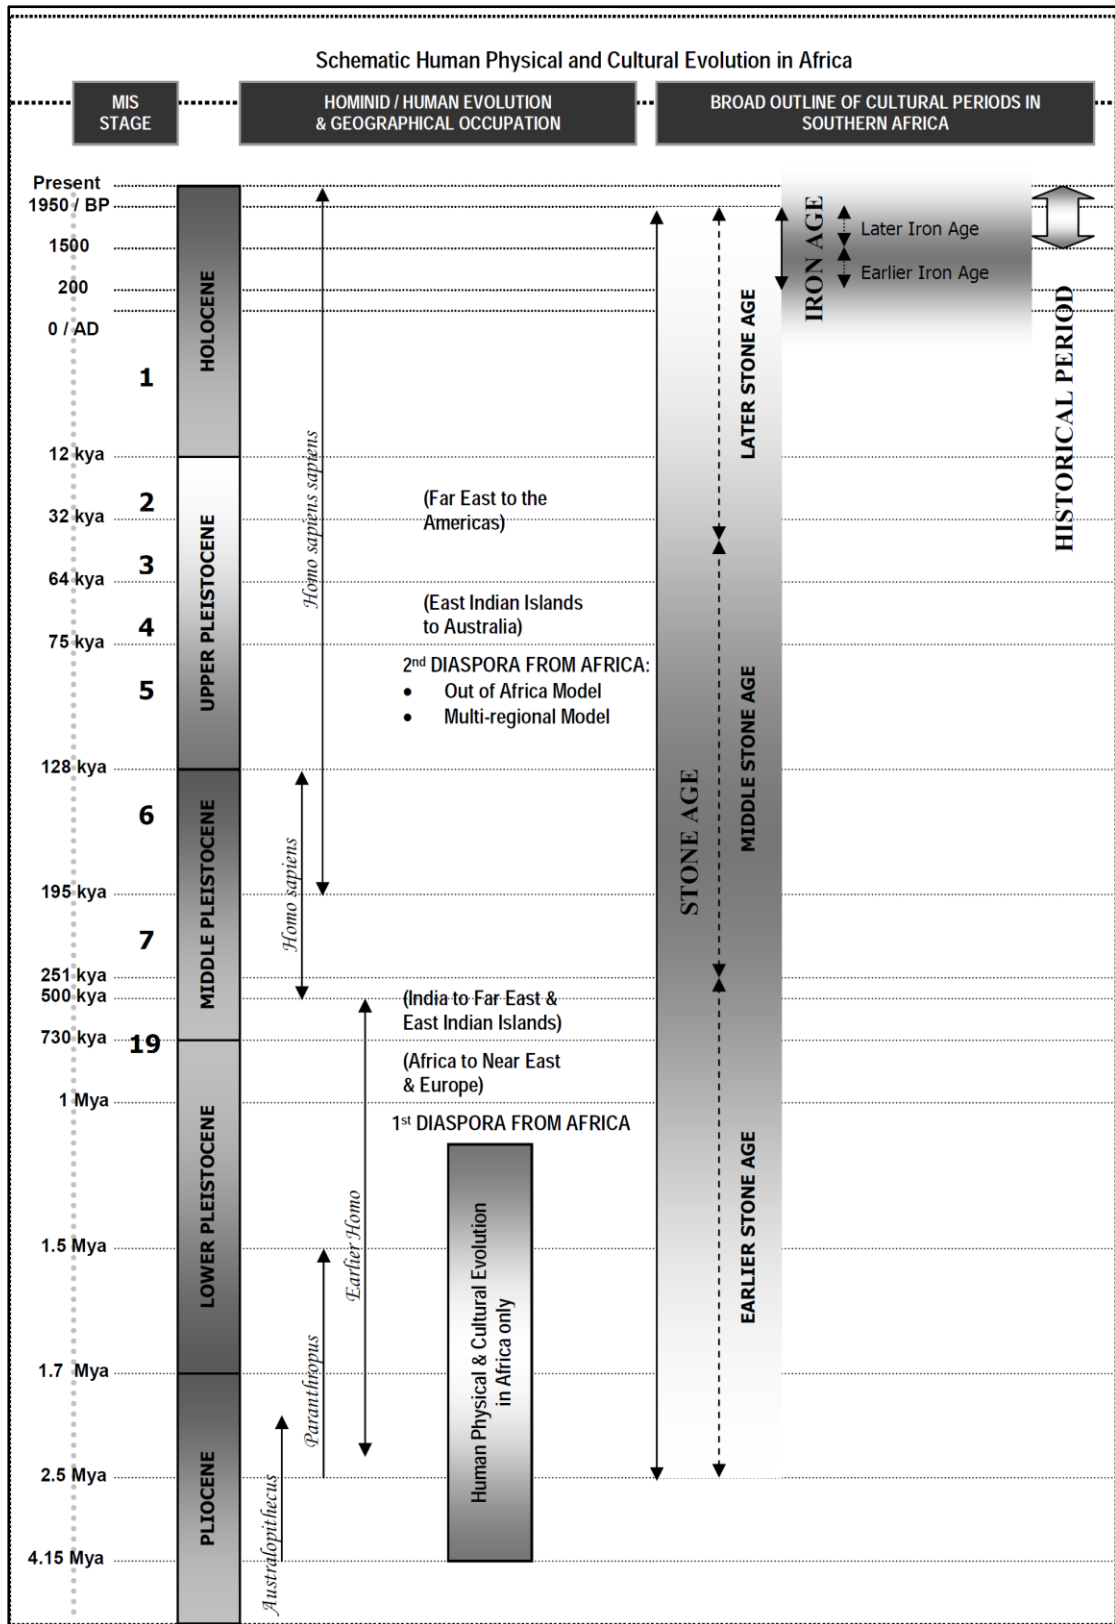 Schematic Human Physical and Cultural Evolution in Africa
MIS
STAGE
HOMINID / HUMAN EVOLUTION
& GEOGRAPHICAL OCCUPATION
BROAD OUTLINE OF CULTURAL PERIODS IN
SOUTHERN AFRICA
Present
1950 / BP
1500
200
0 / AD
12 kya
32 kya
64 kya
75 kya
128 kya
195 kya
251 kya
500 kya
730 kya
1 Mya
1.5 Mya
1.7 Mya
2.5 Mya
4.15 Mya
1
2
3
4
5
6
7
19
HOLOCENE
UPPER PLEISTOCENE
MIDDLE PLEISTOCENE
LOWER PLEISTOCENE
PLIOCENE
Homo sapiens sapiens
Homo sapiens
Earlier Homo
Paranthropus
Australopithecus
(Far East to the
Americas)
(East Indian Islands
to Australia)
2nd DIASPORA FROM AFRICA:
• Out of Africa Model
• Multi-regional Model
(India to Far East &
East Indian Islands)
(Africa to Near East
& Europe)
1st DIASPORA FROM AFRICA
Human Physical & Cultural Evolution
in Africa only
STONE AGE
LATER STONE AGE
MIDDLE STONE AGE
EARLIER STONE AGE
IRON AGE
Later Iron Age
Earlier Iron Age
HISTORICAL PERIOD